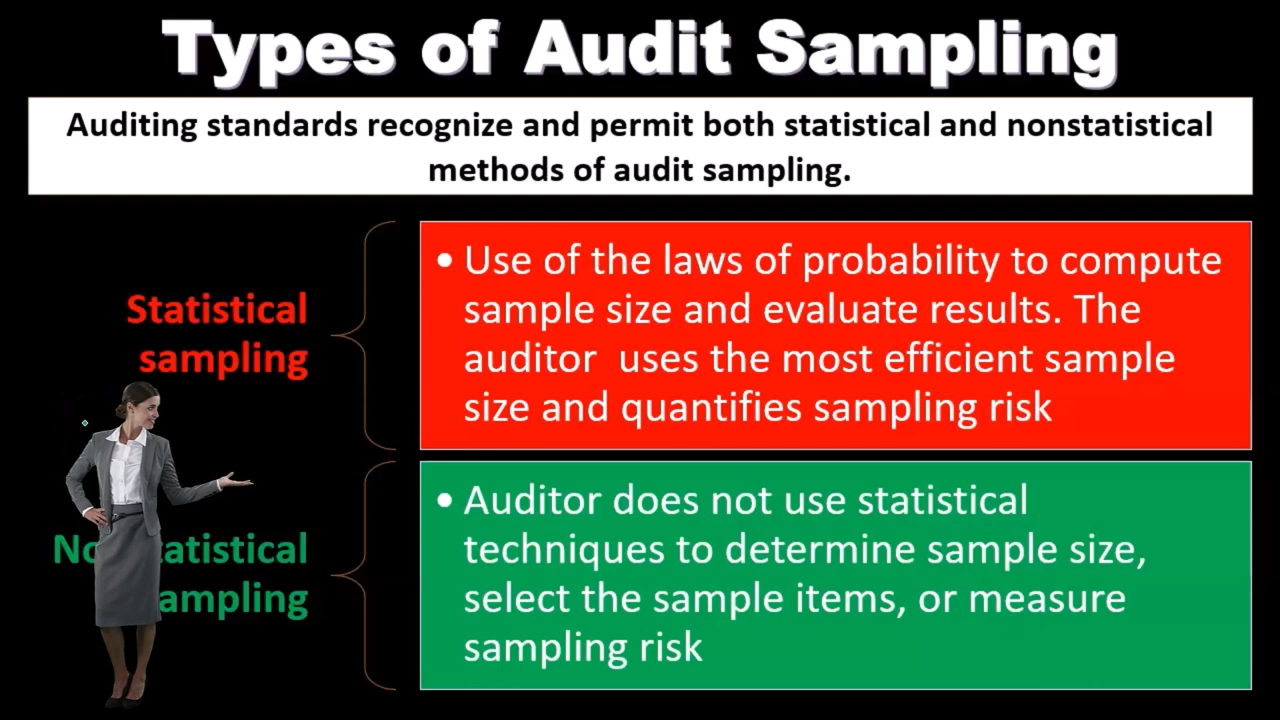 Types of Audit Sampling
Auditing standards recognize and permit both statistical and nonstatistical
methods of audit sampling.
Statistical
sampling
• Use of the laws of probability to compute
sample size and evaluate results. The
auditor  uses the most efficient sample
size and quantifies sampling risk
• Auditor does not use statistical
techniques to determine sample size,
select the sample items, or measure
sampling risk